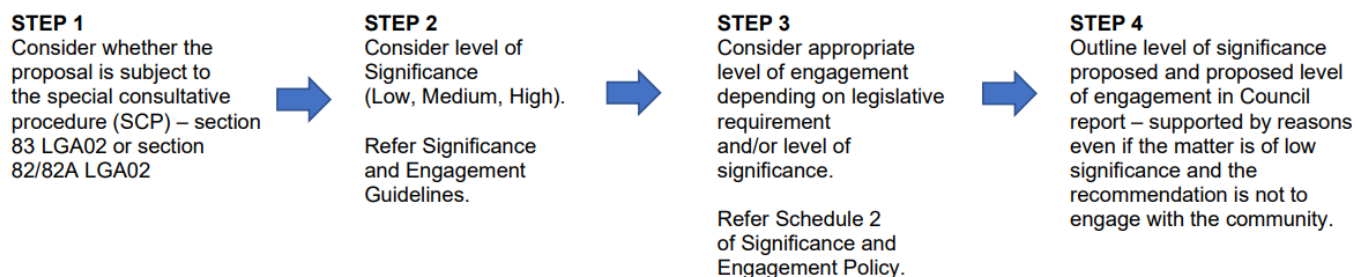 STEP 1
Consider whether the
proposal is subject to
the special consultative
procedure (SCP) – section
83 LGA02 or section
82/82A LGA02
STEP 2
Consider level of
Significance
(Low, Medium, High).
Refer Significance
and Engagement
Guidelines.
STEP 3
Consider appropriate
level of engagement
depending on legislative
requirement
and/or level of
significance.
Refer Schedule 2
of Significance and
Engagement Policy.
STEP 4
Outline level of significance
proposed and proposed level
of engagement in Council
report – supported by reasons
even if the matter is of low
significance and the
recommendation is not to
engage with the community.